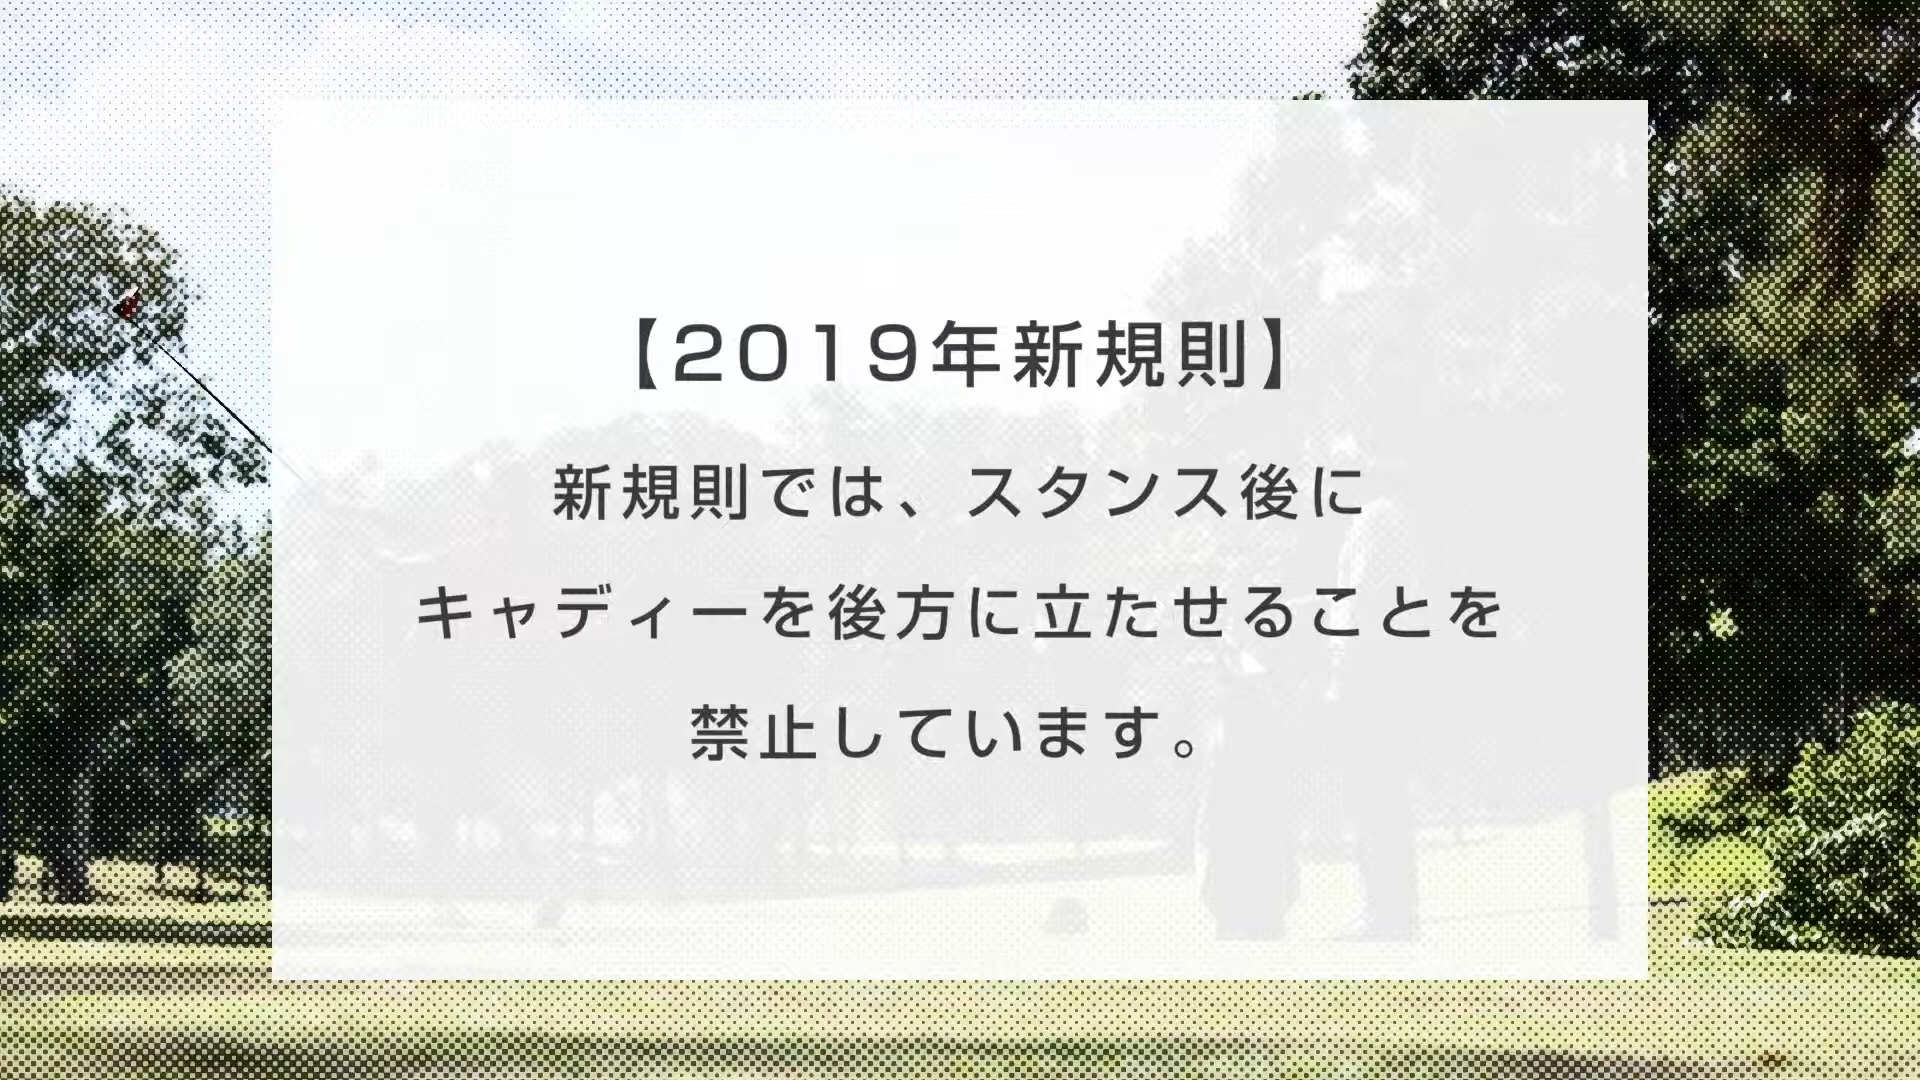 【2019年新規則】
新規則では、スタンス後に
キャディーを後方に立たせることを
禁止しています。